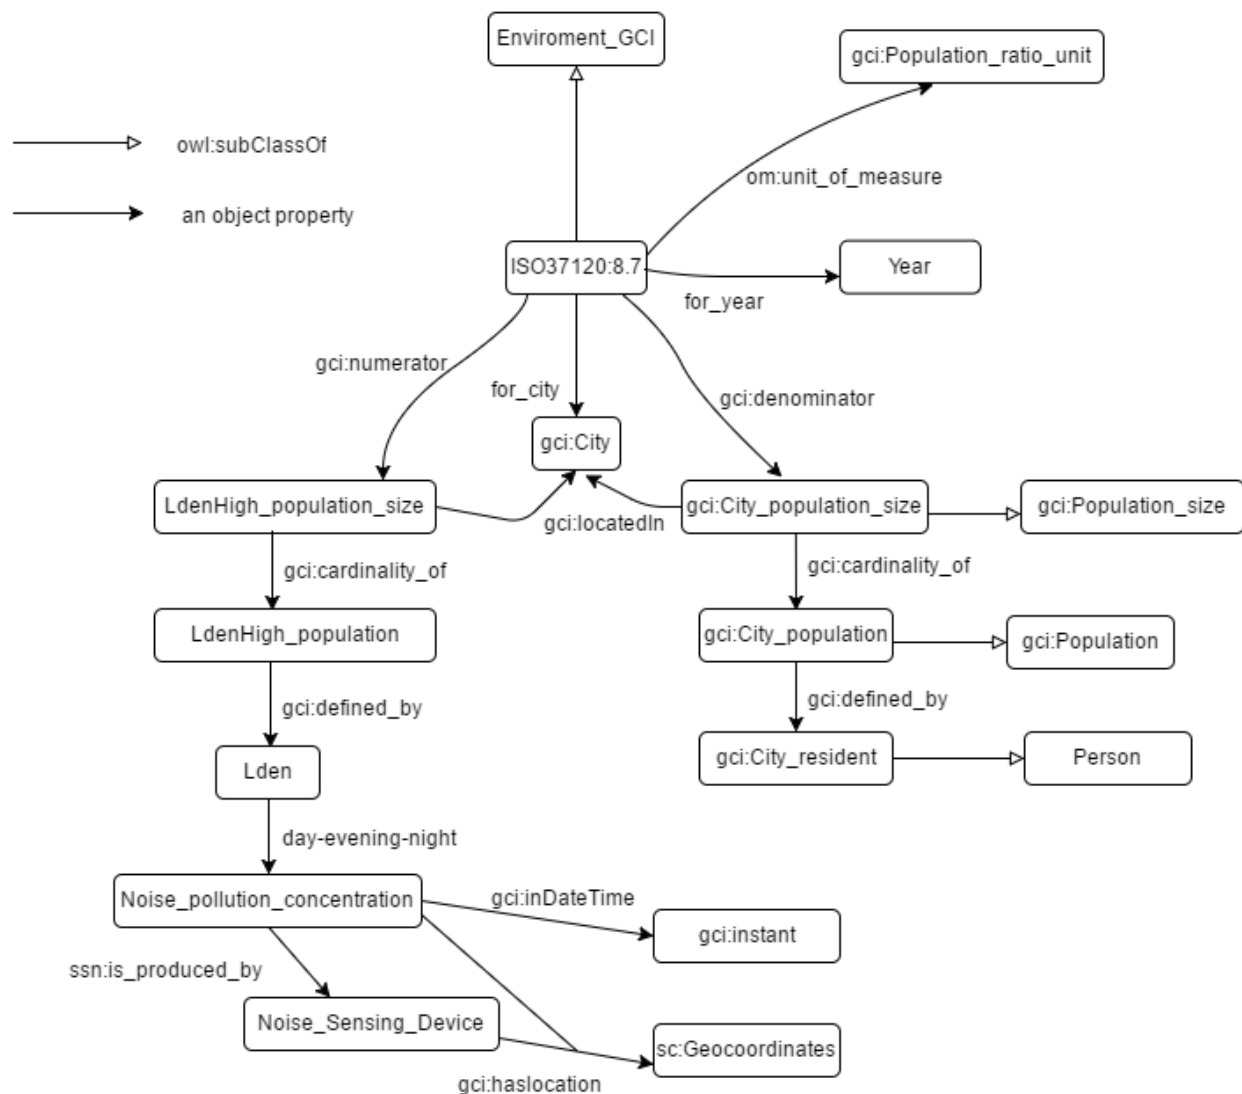 Enviroment_GCI
gci:Population_ratio_unit
owl:subClassOf
om:unit_of_measure
an object property
ISO37120:8.7
Year
for_year
gci:numerator
for_city
gci:denominator
gci:City
LdenHigh_population_size
gci:locatedIn
gci:City_population_size
gci:Population_size
gci:cardinality_of
gci:cardinality_of
LdenHigh_population
gci:City_population
gci:Population
gci:defined_by
gci:defined_by
Lden
gci:City_resident
Person
day-evening-night
Noise_pollution_concentration
gci:inDateTime
gci:instant
ssn:is_produced_by
Noise_Sensing_Device
sc:Geocoordinates
gci:haslocation